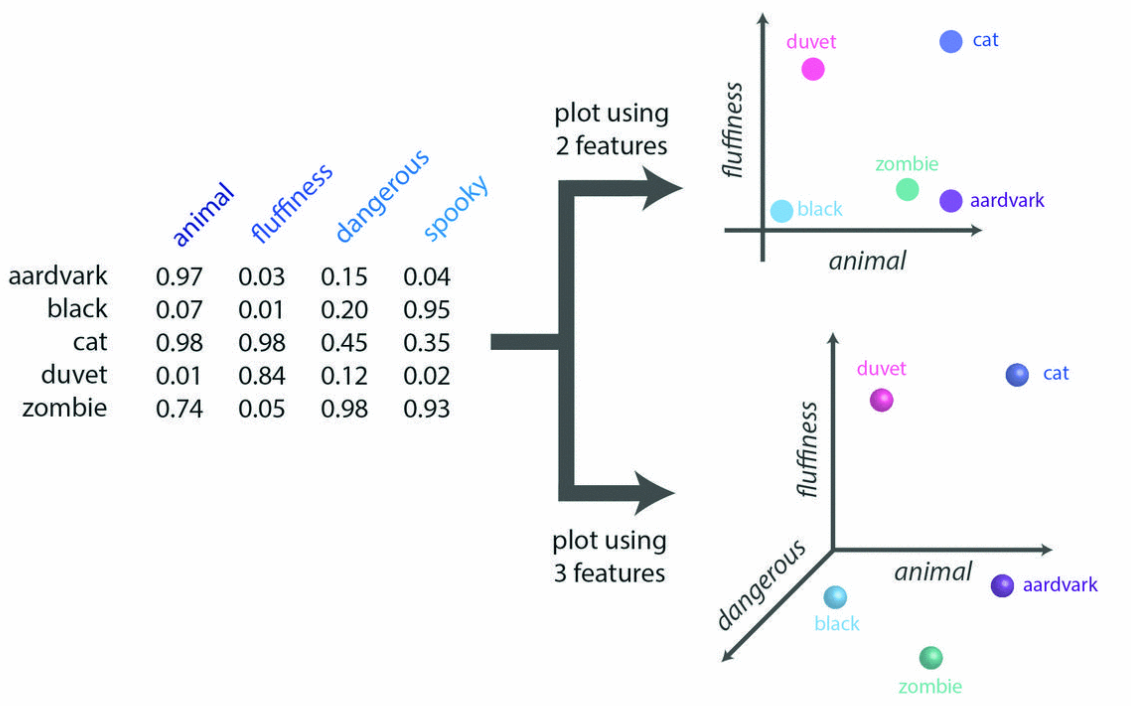 animal fluffiness dangerous spooky
aardvark 0.97 0.03 0.15 0.04
black 0.07 0.01 0.20 0.95
cat 0.98 0.98 0.45 0.35
duvet 0.01 0.84 0.12 0.02
zombie 0.74 0.05 0.98 0.93
plot using
2 features
fluffiness
duvet
cat
zombie
aardvark
black
animal
plot using
3 features
fluffiness
duvet
cat
dangerous
animal
aardvark
black
zombie